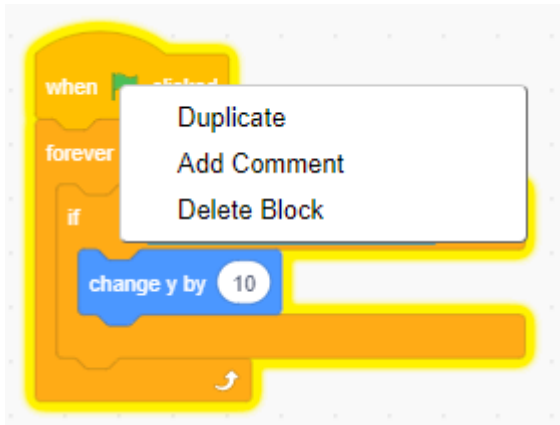 when
Duplicate
forever
Add Comment
if
Delete Block
change y by 10